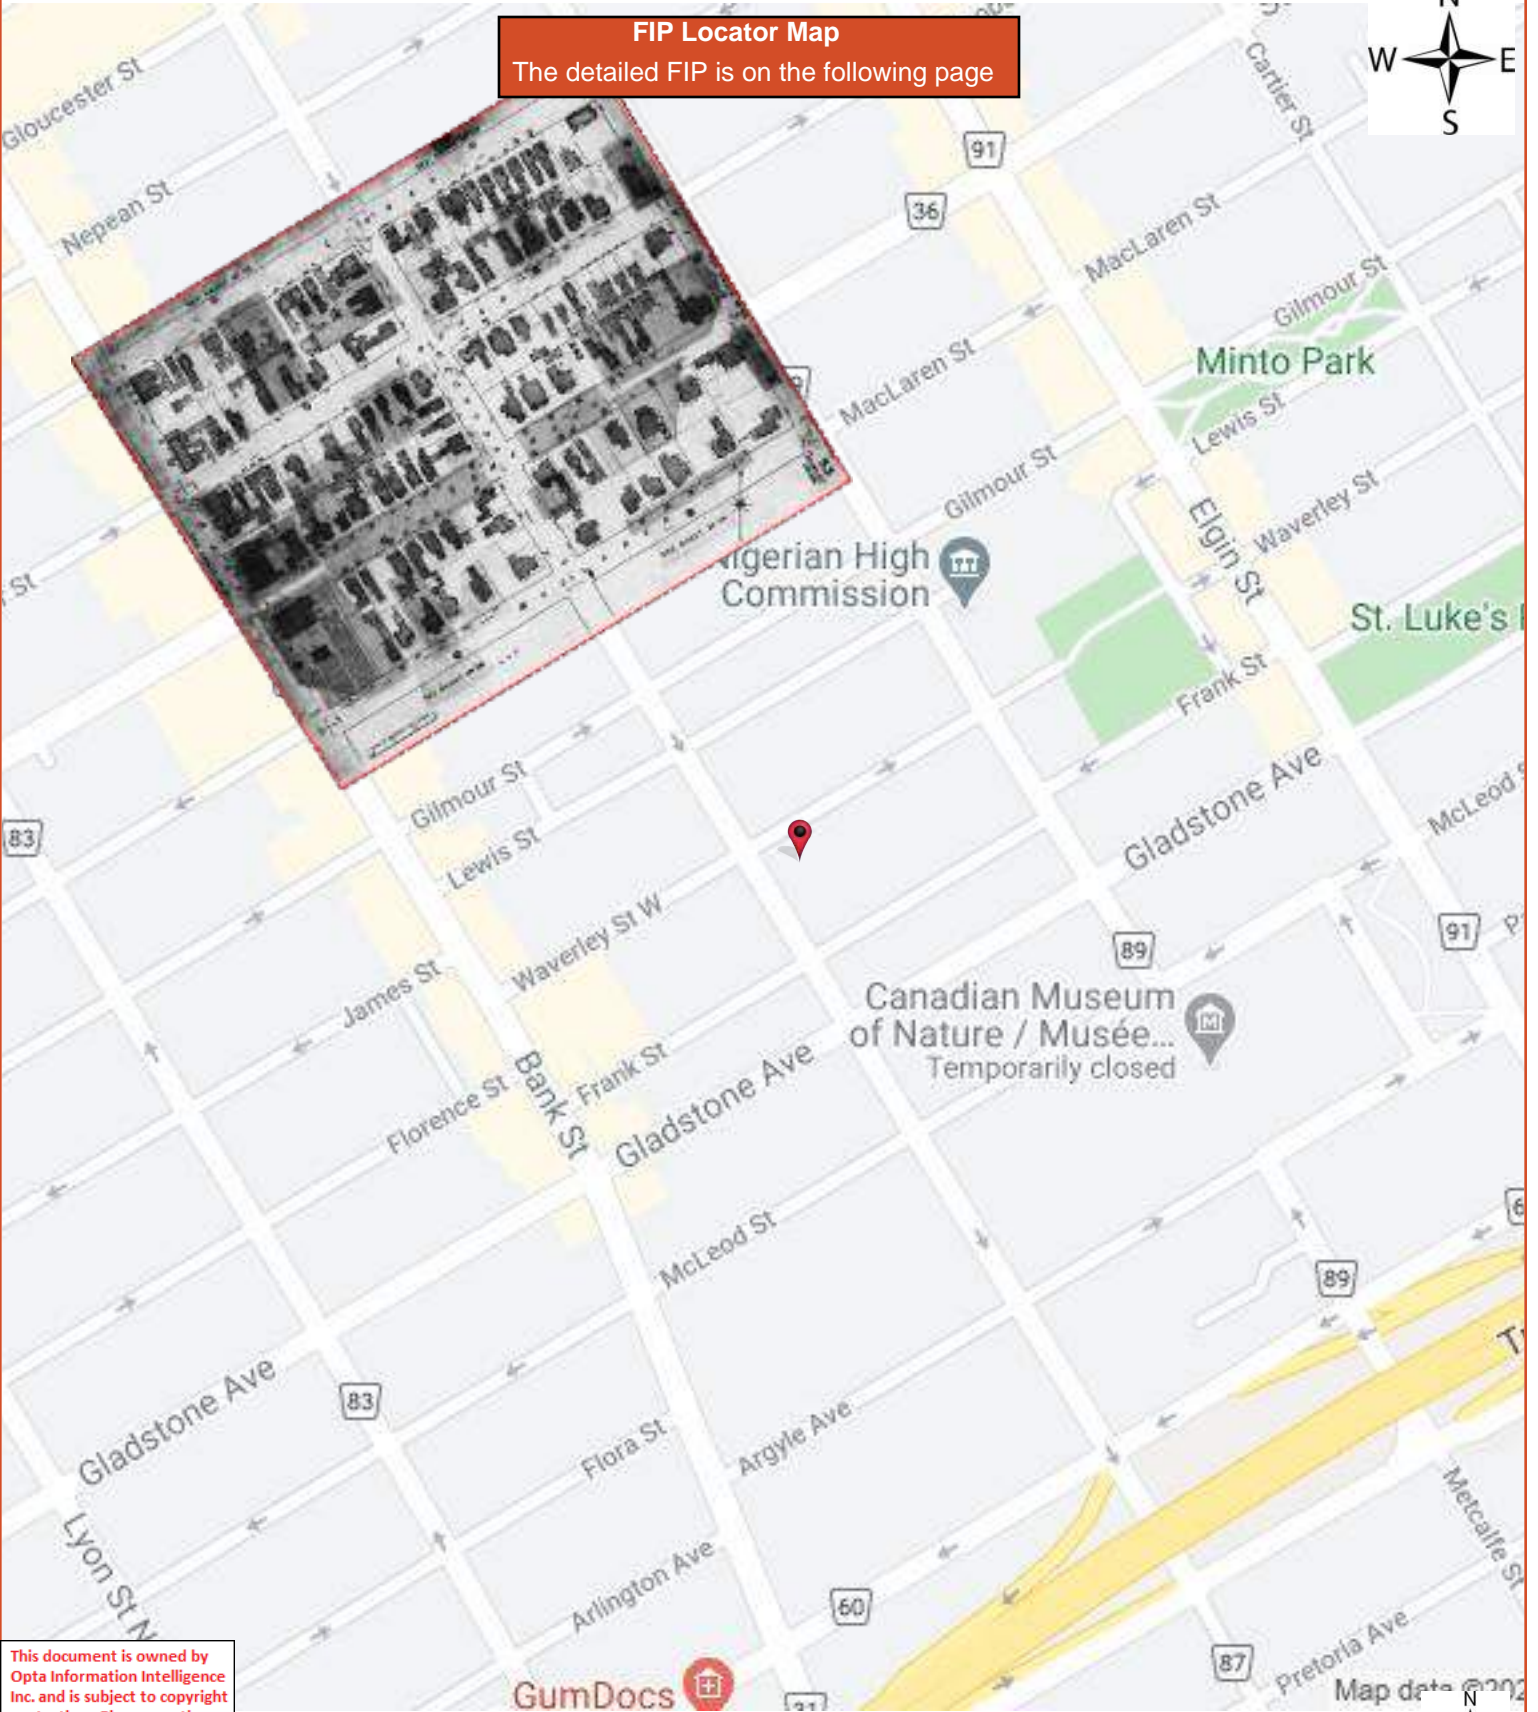 N
FIP Locator Map
The detailed FIP is on the following page
W
E
S
Gloucester St
Cartier St
91
36
Nepean St
MacLaren St
Gilmour St
Minto Park
MacLaren St
Lewis St
Gilmour St
Waverley St
Elgin St
St
Nigerian High
Commission
St. Luke's
Frank St
Gladstone Ave
McLeod
83
Gilmour St
Lewis St
Waverley St W
89
91
James St
Canadian Museum
of Nature / Musée...
Temporarily closed
Bank St
Frank St
Florence St
Gladstone Ave
McLeod St
89
Gladstone Ave
83
Flora St
Argyle Ave
Lyon St N
Metcalfe St
Arlington Ave
60
87
Pretoria Ave
This document is owned by
Opta Information Intelligence
Inc. and is subject to copyright
GumDocs
31
Map data ©202
N